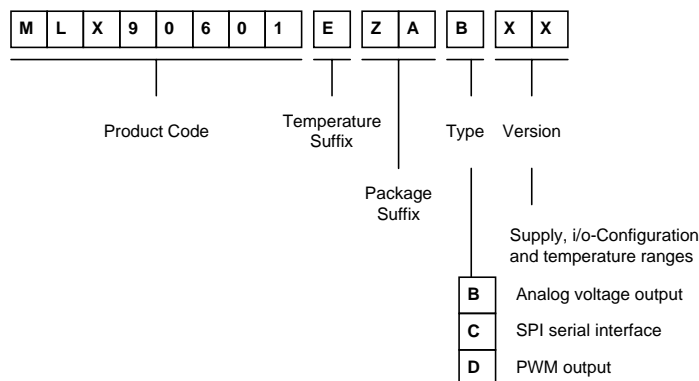 M L X 9 0 6 0 1 E Z A B X X
Product Code
Temperature
Suffix
Type
Version
Package
Suffix
Supply, i/o-Configuration
and temperature ranges
B Analog voltage output
C SPI serial interface
D PWM output